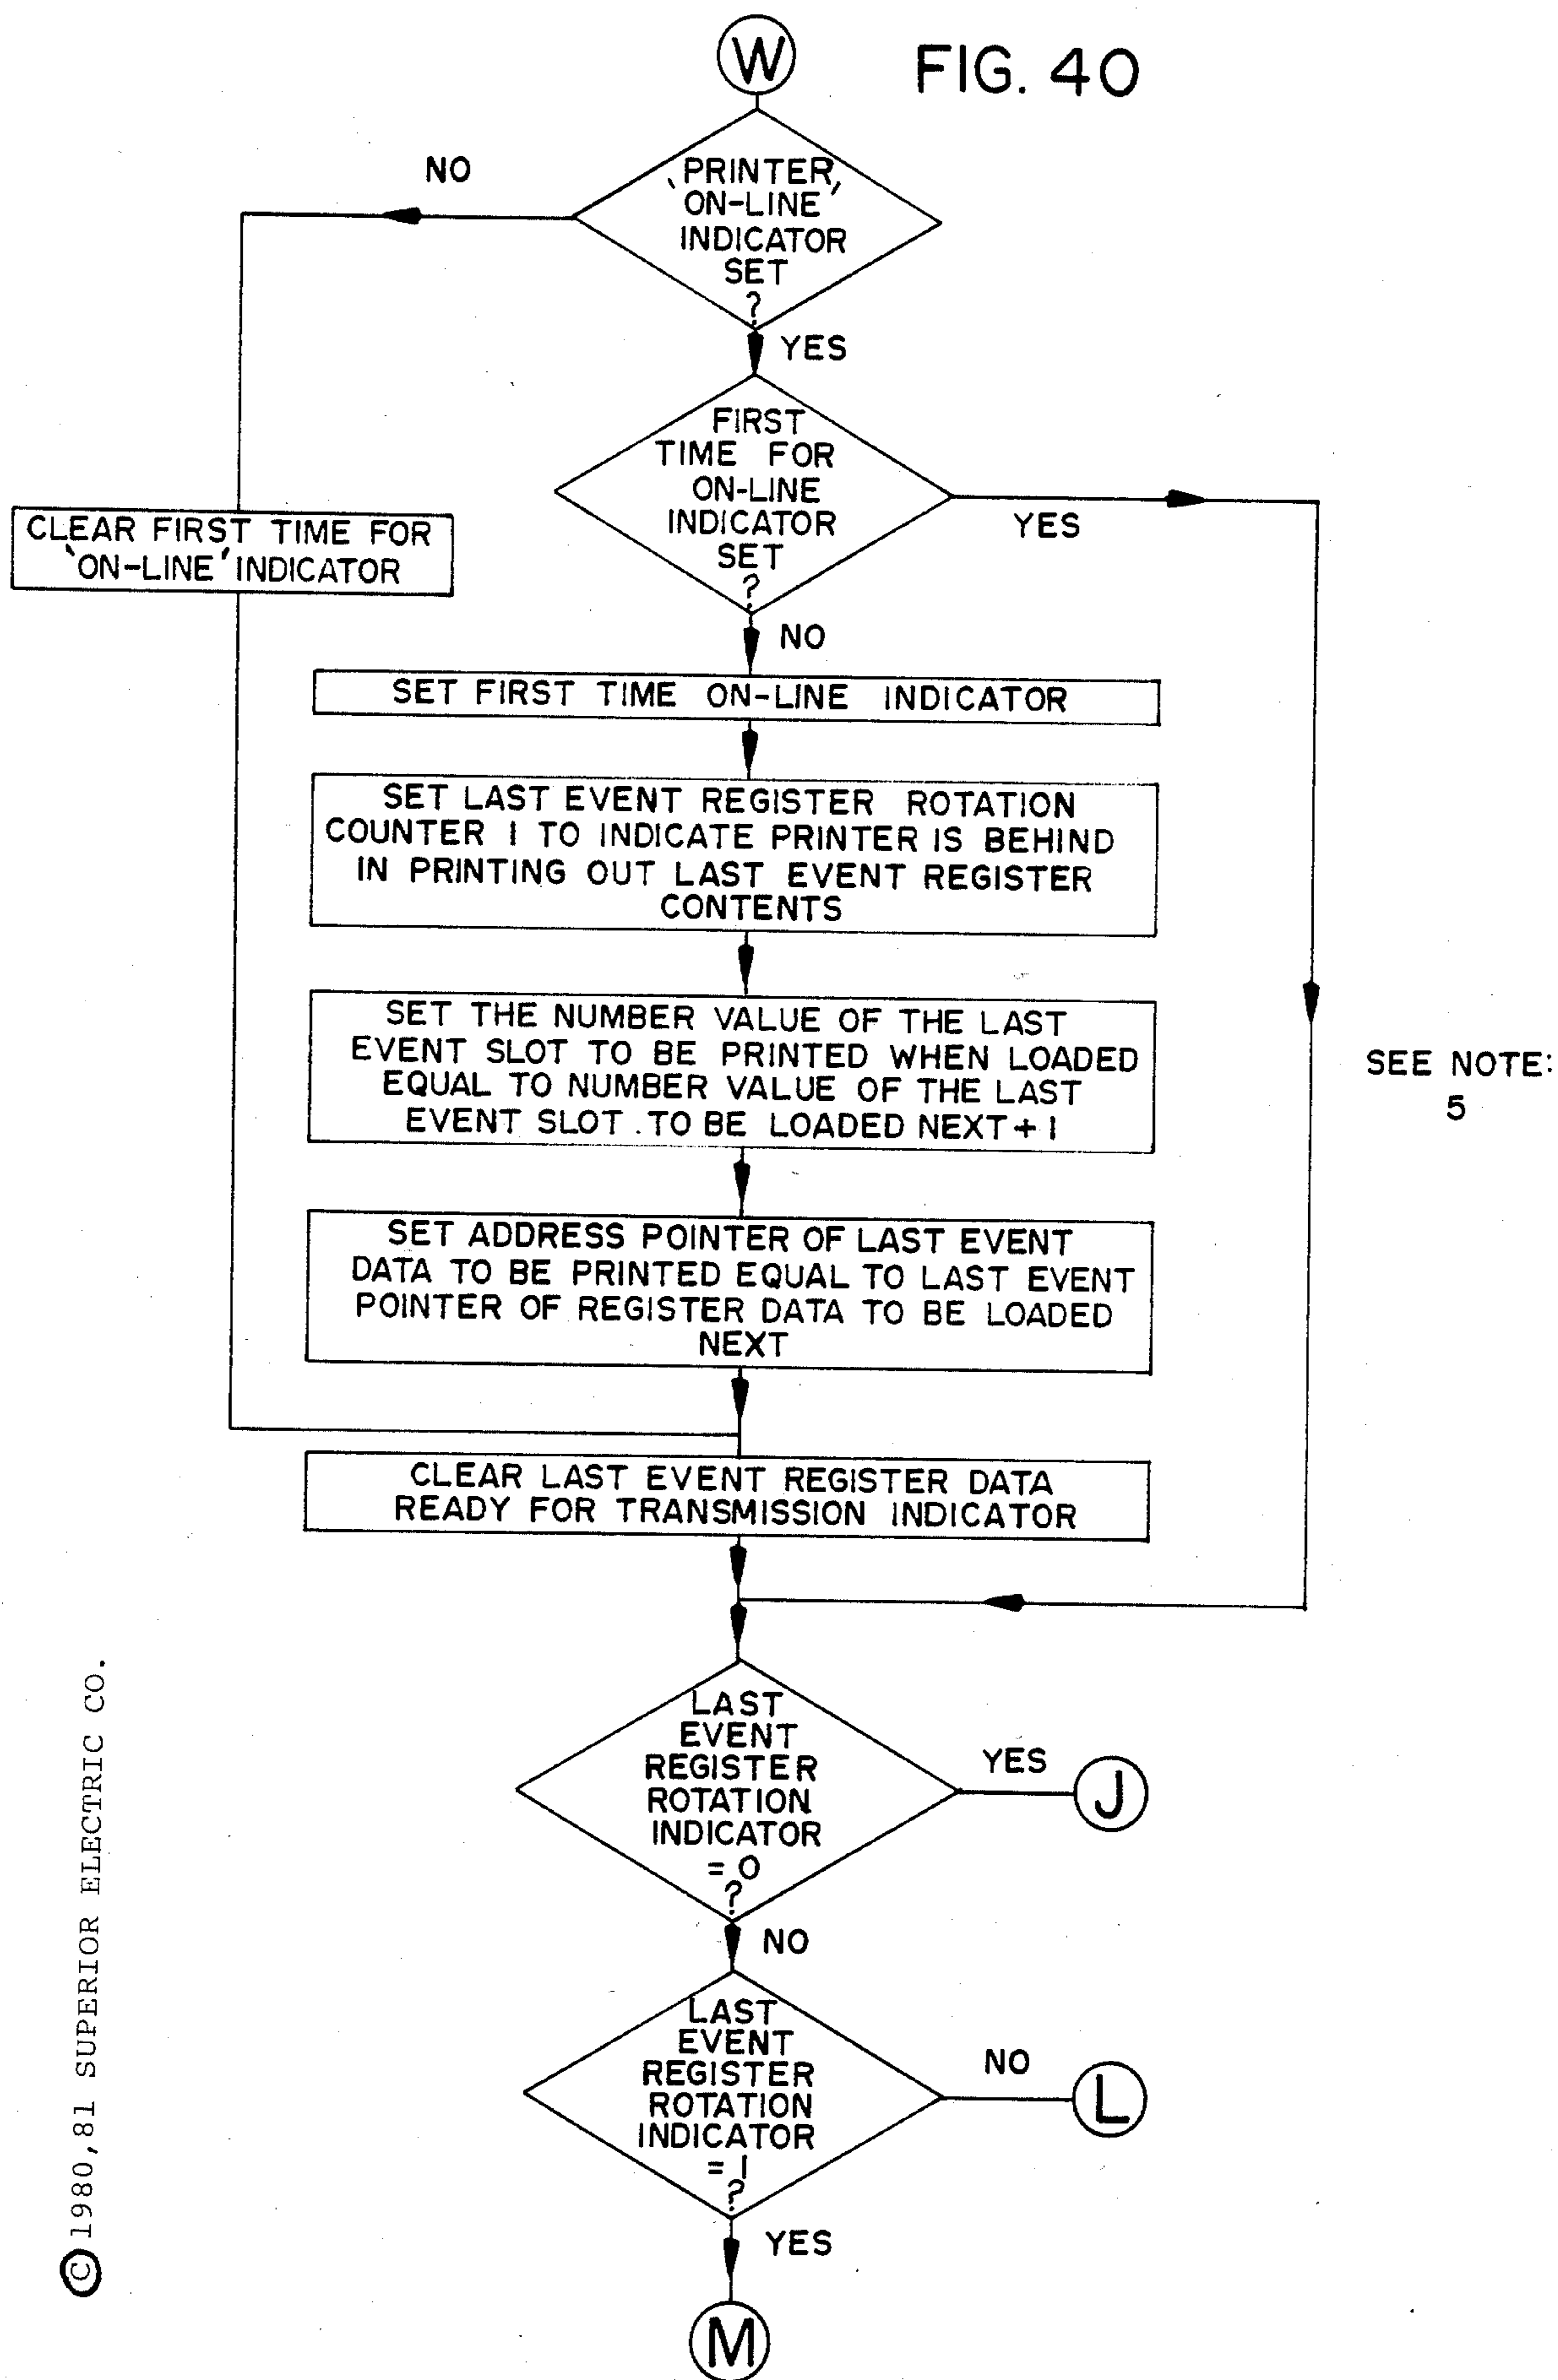 W
FIG. 40
NO
'PRINTER,
ON-LINE'
INDICATOR
SET
?
YES
FIRST
TIME FOR
ON-LINE
INDICATOR
SET
?
YES
CLEAR FIRST TIME FOR
'ON-LINE' INDICATOR
NO
SET FIRST TIME ON-LINE INDICATOR
SET LAST EVENT REGISTER ROTATION
COUNTER 1 TO INDICATE PRINTER IS BEHIND
IN PRINTING OUT LAST EVENT REGISTER
CONTENTS
SET THE NUMBER VALUE OF THE LAST
EVENT SLOT TO BE PRINTED WHEN LOADED
EQUAL TO NUMBER VALUE OF THE LAST
EVENT SLOT TO BE LOADED NEXT + 1
SEE NOTE:
5
SET ADDRESS POINTER OF LAST EVENT
DATA TO BE PRINTED EQUAL TO LAST EVENT
POINTER OF REGISTER DATA TO BE LOADED
NEXT
CLEAR LAST EVENT REGISTER DATA
READY FOR TRANSMISSION INDICATOR
LAST
EVENT
REGISTER
ROTATION
INDICATOR
= 0
?
YES
J
NO
LAST
EVENT
REGISTER
ROTATION
INDICATOR
= 1
?
NO
L
YES
M
© 1980,81 SUPERIOR ELECTRIC CO.